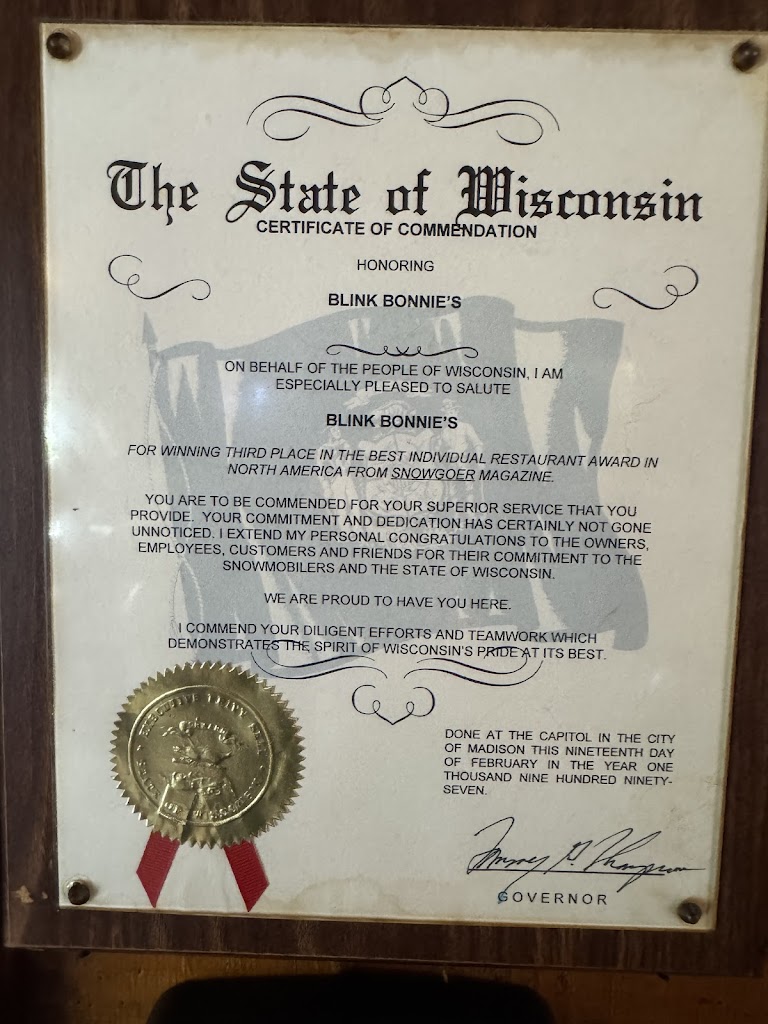 The State of Wisconsin
CERTIFICATE OF COMMENDATION
HONORING
BLINK BONNIE'S
ON BEHALF OF THE PEOPLE OF WISCONSIN, I AM
ESPECIALLY PLEASED TO SALUTE
BLINK BONNIE'S
FOR WINNING THIRD PLACE IN THE BEST INDIVIDUAL RESTAURANT AWARD IN
NORTH AMERICA FROM SNOWGOER MAGAZINE.
YOU ARE TO BE COMMENDED FOR YOUR SUPERIOR SERVICE THAT YOU
PROVIDE. YOUR COMMITMENT AND DEDICATION HAS CERTAINLY NOT GONE
UNNOTICED. I EXTEND MY PERSONAL CONGRATULATIONS TO THE OWNERS,
EMPLOYEES, CUSTOMERS AND FRIENDS FOR THEIR COMMITMENT TO THE
SNOWMOBILERS AND THE STATE OF WISCONSIN.
WE ARE PROUD TO HAVE YOU HERE.
I COMMEND YOUR DILIGENT EFFORTS AND TEAMWORK WHICH
DEMONSTRATES THE SPIRIT OF WISCONSIN'S PRIDE AT ITS BEST.
DONE AT THE CAPITOL IN THE CITY
OF MADISON THIS NINETEENTH DAY
OF FEBRUARY IN THE YEAR ONE
THOUSAND NINE HUNDRED NINETY-
SEVEN.
Tommy G. Thompson
GOVERNOR